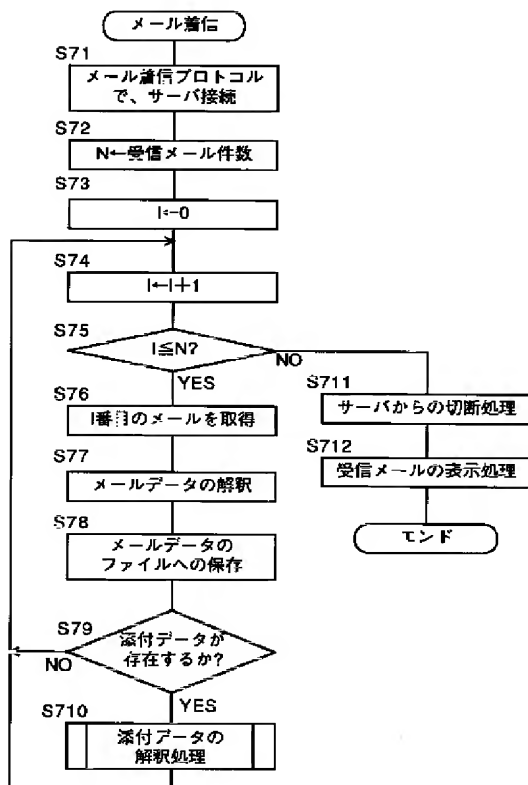 メール着信
S71
メール着信プロトコル
で、サーバ接続
S72
N←受信メール件数
S73
I←0
S74
I←I+1
S75
I≦N?
NO
YES
S76
I番目のメールを取得
S77
メールデータの解釈
S78
メールデータの
ファイルへの保存
S79
添付データが
存在するか?
NO
YES
S710
添付データの
解釈処理
S711
サーバからの切断処理
S712
受信メールの表示処理
エンド